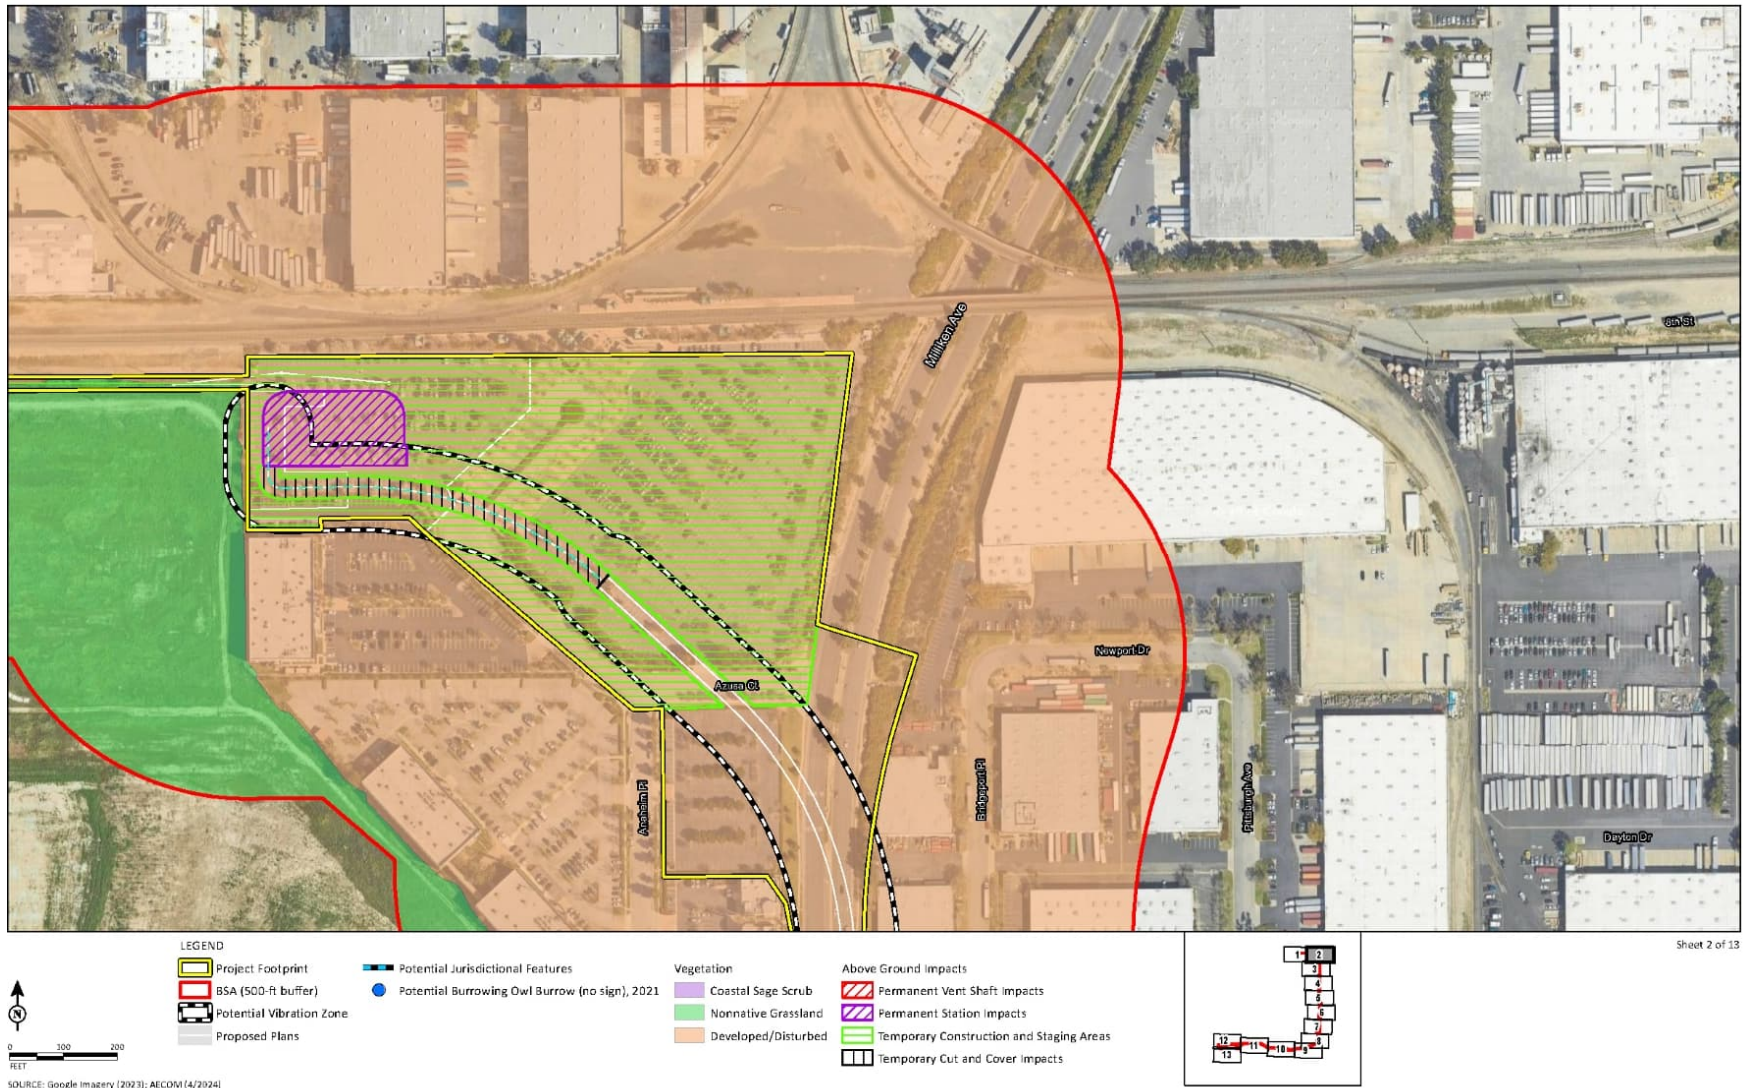 Milliken Ave
8th St
Newport Dr
Azusa Ct
Anaheim Pl
Bridgeport Pl
Pittsburgh Ave
Dayton Dr
Sheet 2 of 13
LEGEND
Project Footprint
BSA (500-ft buffer)
Potential Vibration Zone
Proposed Plans
Potential Jurisdictional Features
Potential Burrowing Owl Burrow (no sign), 2021
Vegetation
Coastal Sage Scrub
Nonnative Grassland
Developed/Disturbed
Above Ground Impacts
Permanent Vent Shaft Impacts
Permanent Station Impacts
Temporary Construction and Staging Areas
Temporary Cut and Cover Impacts
N
0 100 200
FEET
1 2
3
4
5
6
7
8
12 11 10 9
13
SOURCE: Google Imagery (2023); AECOM (4/2024)